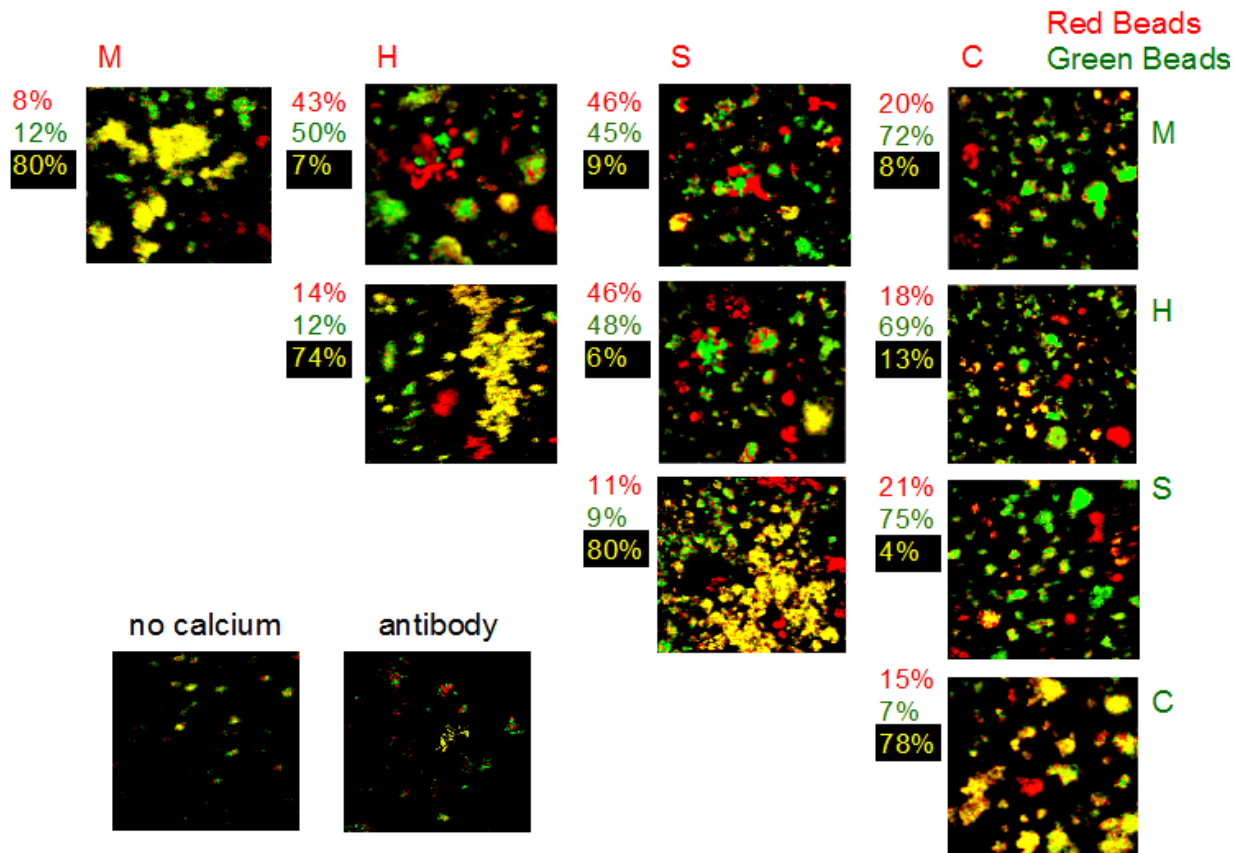 Red Beads
Green Beads
M
H
S
C
8%
12%
80%
43%
50%
7%
46%
45%
9%
20%
72%
8%
M
14%
12%
74%
46%
48%
6%
18%
69%
13%
H
11%
9%
80%
21%
75%
4%
S
no calcium
antibody
15%
7%
78%
C